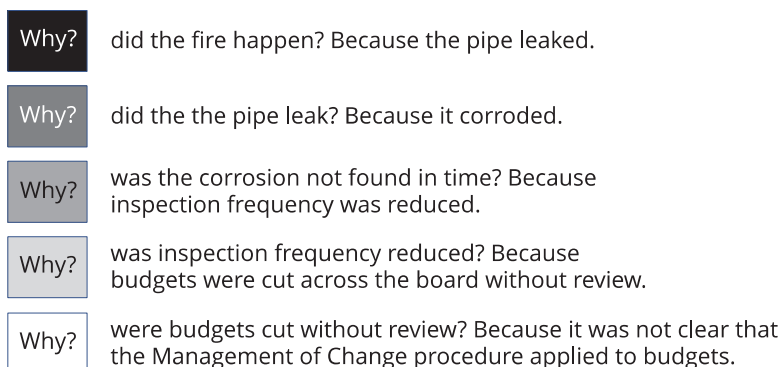 Why? did the fire happen? Because the pipe leaked.
Why? did the the pipe leak? Because it corroded.
Why? was the corrosion not found in time? Because
inspection frequency was reduced.
Why? was inspection frequency reduced? Because
budgets were cut across the board without review.
Why? were budgets cut without review? Because it was not clear that
the Management of Change procedure applied to budgets.